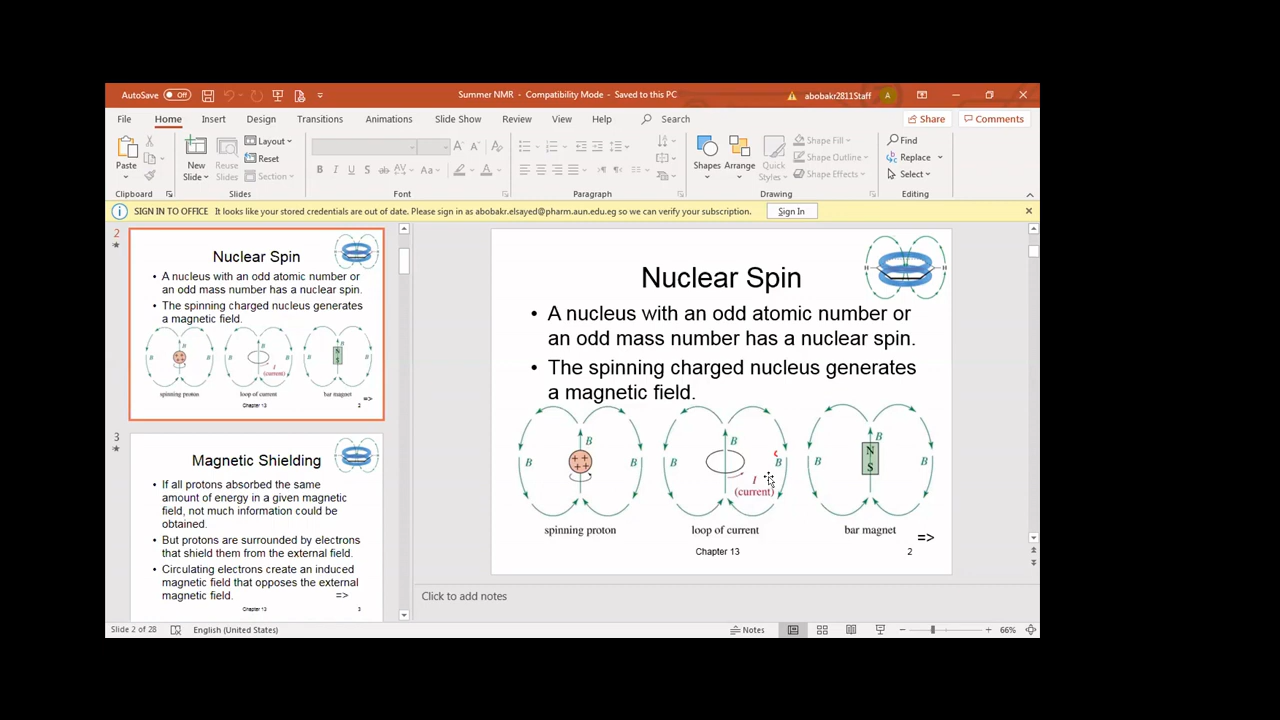 AutoSave Off Summer NMR - Compatibility Mode - Saved to this PC abobakr2811Staff A
File Home Insert Design Transitions Animations Slide Show Review View Help Search Share Comments
Paste New Slide Reuse Slides Layout Reset Section
B I U S ab AV Aa A A A A
Shapes Arrange Quick Styles Shape Fill Shape Outline Shape Effects
Find Replace Select
Clipboard Slides Font Paragraph Drawing Editing
SIGN IN TO OFFICE It looks like your stored credentials are out of date. Please sign in as abobakr.elsayed@pharm.aun.edu.eg so we can verify your subscription. Sign In
2
Nuclear Spin
• A nucleus with an odd atomic number or
an odd mass number has a nuclear spin.
• The spinning charged nucleus generates
a magnetic field.
B B B B B B B B B
N
S
I
(current)
spinning proton loop of current bar magnet =>
Chapter 13 2
3
Magnetic Shielding
• If all protons absorbed the same
amount of energy in a given magnetic
field, not much information could be
obtained.
• But protons are surrounded by electrons
that shield them from the external field.
• Circulating electrons create an induced
magnetic field that opposes the external
magnetic field. =>
Chapter 13 3
Nuclear Spin
H H
• A nucleus with an odd atomic number or
an odd mass number has a nuclear spin.
• The spinning charged nucleus generates
a magnetic field.
B B B
B B B B B
N
S
I
(current)
spinning proton loop of current bar magnet =>
Chapter 13 2
Click to add notes
Slide 2 of 28 English (United States) Notes 66%